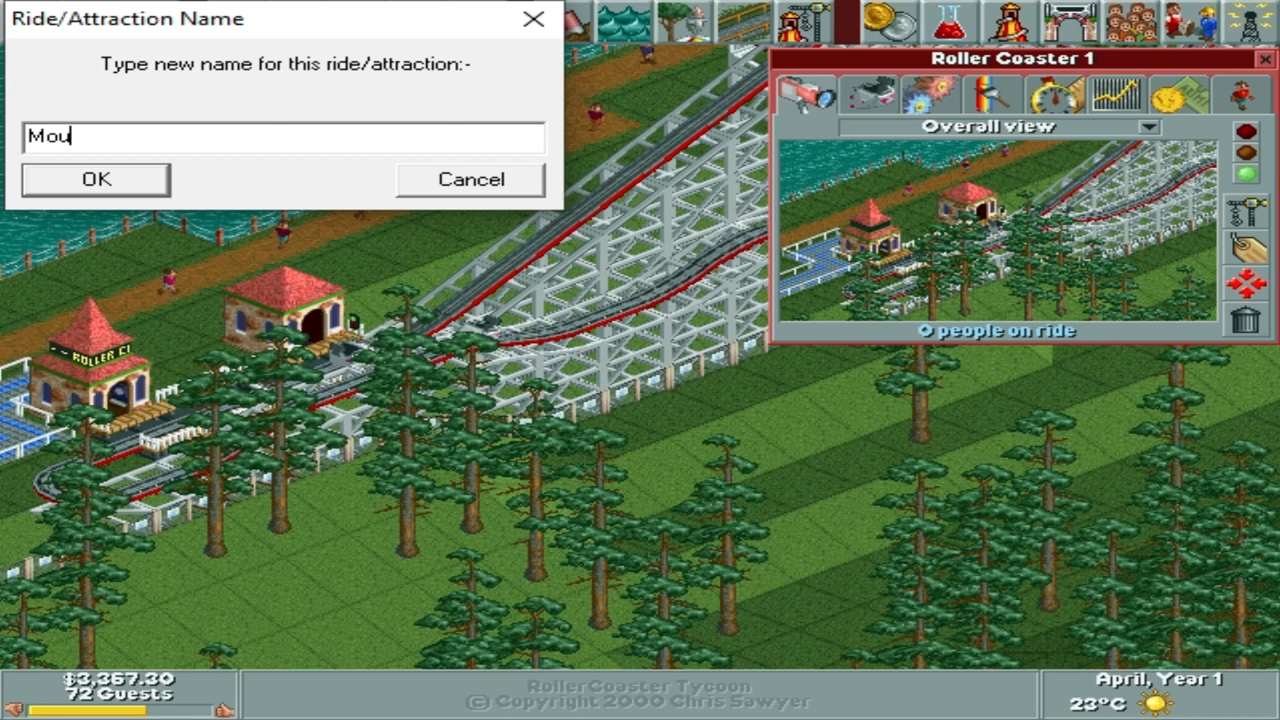 Ride/Attraction Name
Type new name for this ride/attraction:-
Mou
OK
Cancel
Roller Coaster 1
Overall view
0 people on ride
ROLLER C1
$3,367.30
72 Guests
RollerCoaster Tycoon
© Copyright 2000 Chris Sawyer
April, Year 1
23°C